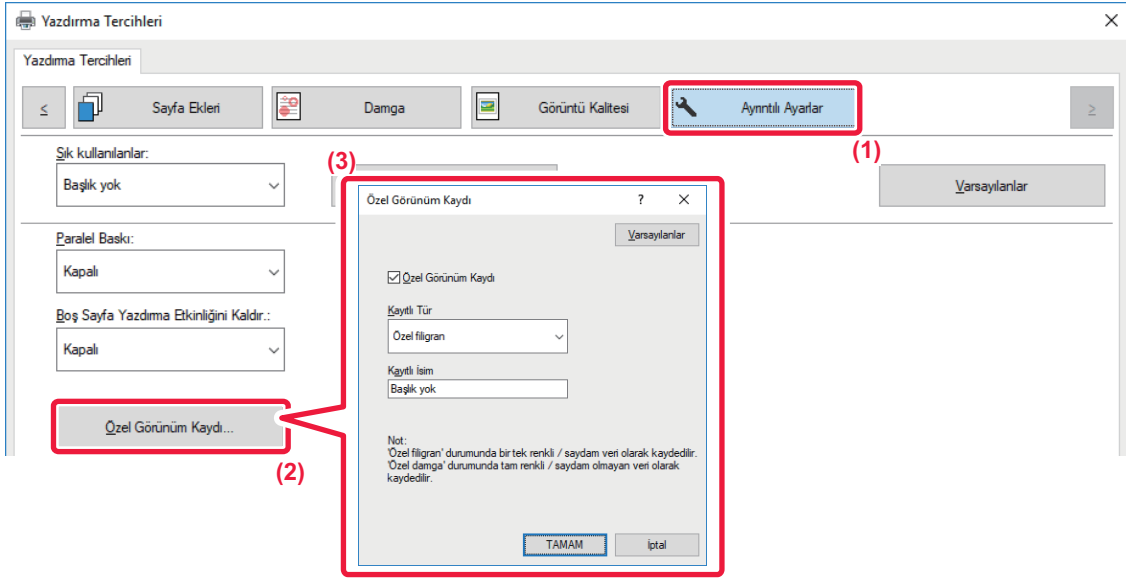 Yazdırma Tercihleri
Yazdırma Tercihleri
≤ Sayfa Ekleri Damga Görüntü Kalitesi Ayrıntılı Ayarlar ≥
(1)
Sık kullanılanlar:
Başlık yok
Varsayılanlar
Paralel Baskı:
Kapalı
Boş Sayfa Yazdırma Etkinliğini Kaldır.:
Kapalı
Özel Görünüm Kaydı...
(2)
(3)
Özel Görünüm Kaydı ?
Varsayılanlar
Özel Görünüm Kaydı
Kayıtlı Tür
Özel filigran
Kayıtlı İsim
Başlık yok
Not:
'Özel filigran' durumunda bir tek renkli / saydam veri olarak kaydedilir.
'Özel damga' durumunda tam renkli / saydam olmayan veri olarak
kaydedilir.
TAMAM İptal